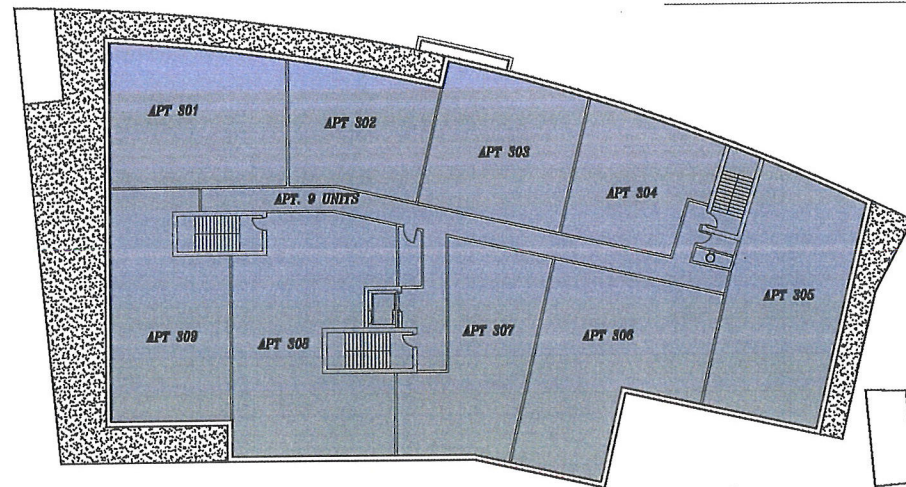 APT 301
APT 302
APT 303
APT 304
APT. 9 UNITS
APT 305
APT 309
APT 308
APT 307
APT 306